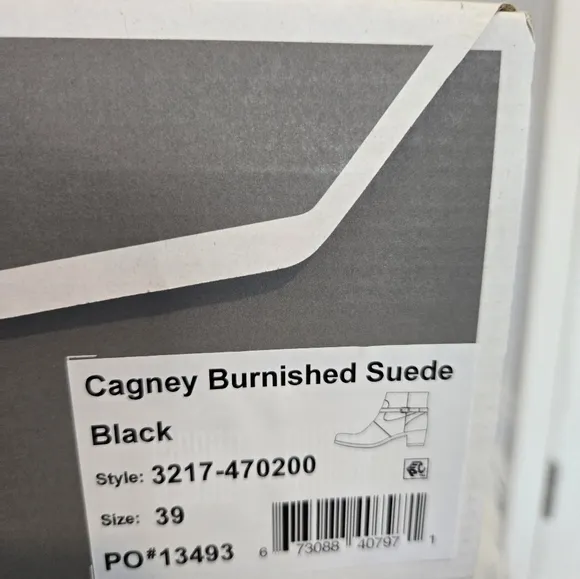 Cagney Burnished Suede
Black
Style: 3217-470200
Size: 39
PO#13493
6 73088 40797 1